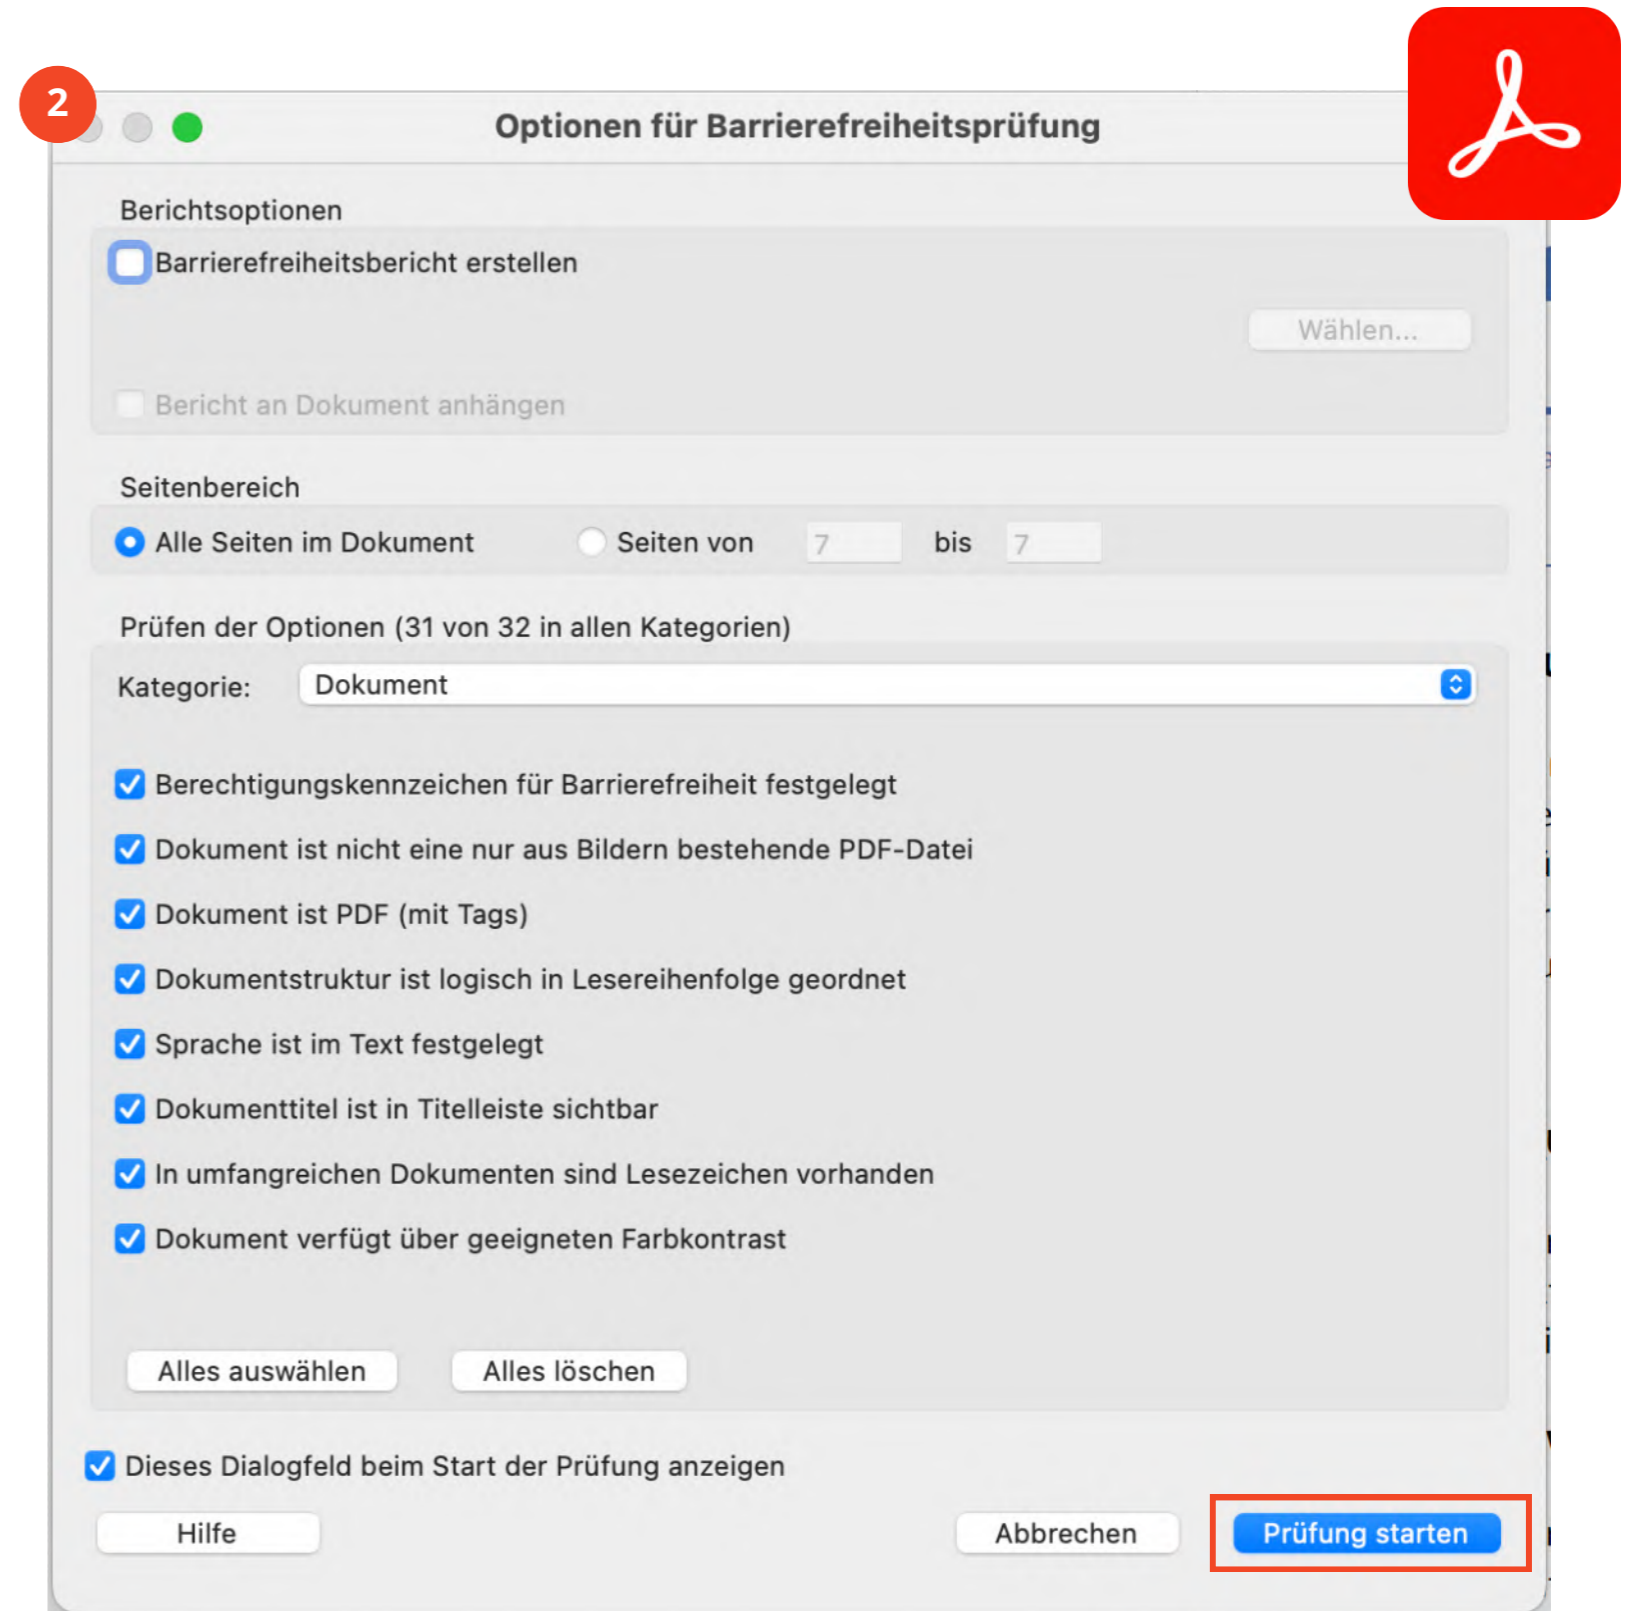 2
Optionen für Barrierefreiheitsprüfung
Berichtsoptionen
Barrierefreiheitsbericht erstellen
Wählen...
Bericht an Dokument anhängen
Seitenbereich
Alle Seiten im Dokument Seiten von 7 bis 7
Prüfen der Optionen (31 von 32 in allen Kategorien)
Kategorie: Dokument
Berechtigungskennzeichen für Barrierefreiheit festgelegt
Dokument ist nicht eine nur aus Bildern bestehende PDF-Datei
Dokument ist PDF (mit Tags)
Dokumentstruktur ist logisch in Lesereihenfolge geordnet
Sprache ist im Text festgelegt
Dokumenttitel ist in Titelleiste sichtbar
In umfangreichen Dokumenten sind Lesezeichen vorhanden
Dokument verfügt über geeigneten Farbkontrast
Alles auswählen Alles löschen
Dieses Dialogfeld beim Start der Prüfung anzeigen
Hilfe Abbrechen Prüfung starten